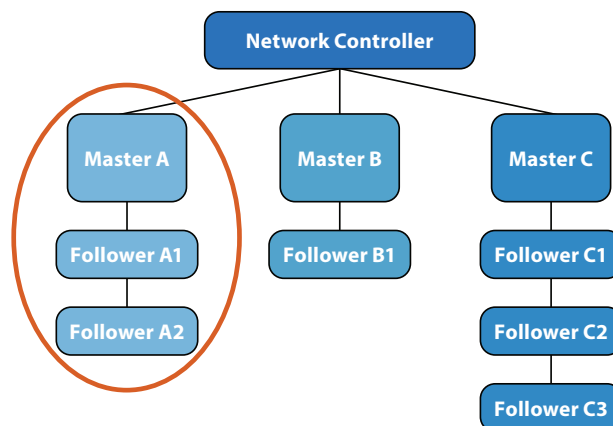 Network Controller
Master A
Master B
Master C
Follower A1
Follower B1
Follower C1
Follower A2
Follower C2
Follower C3